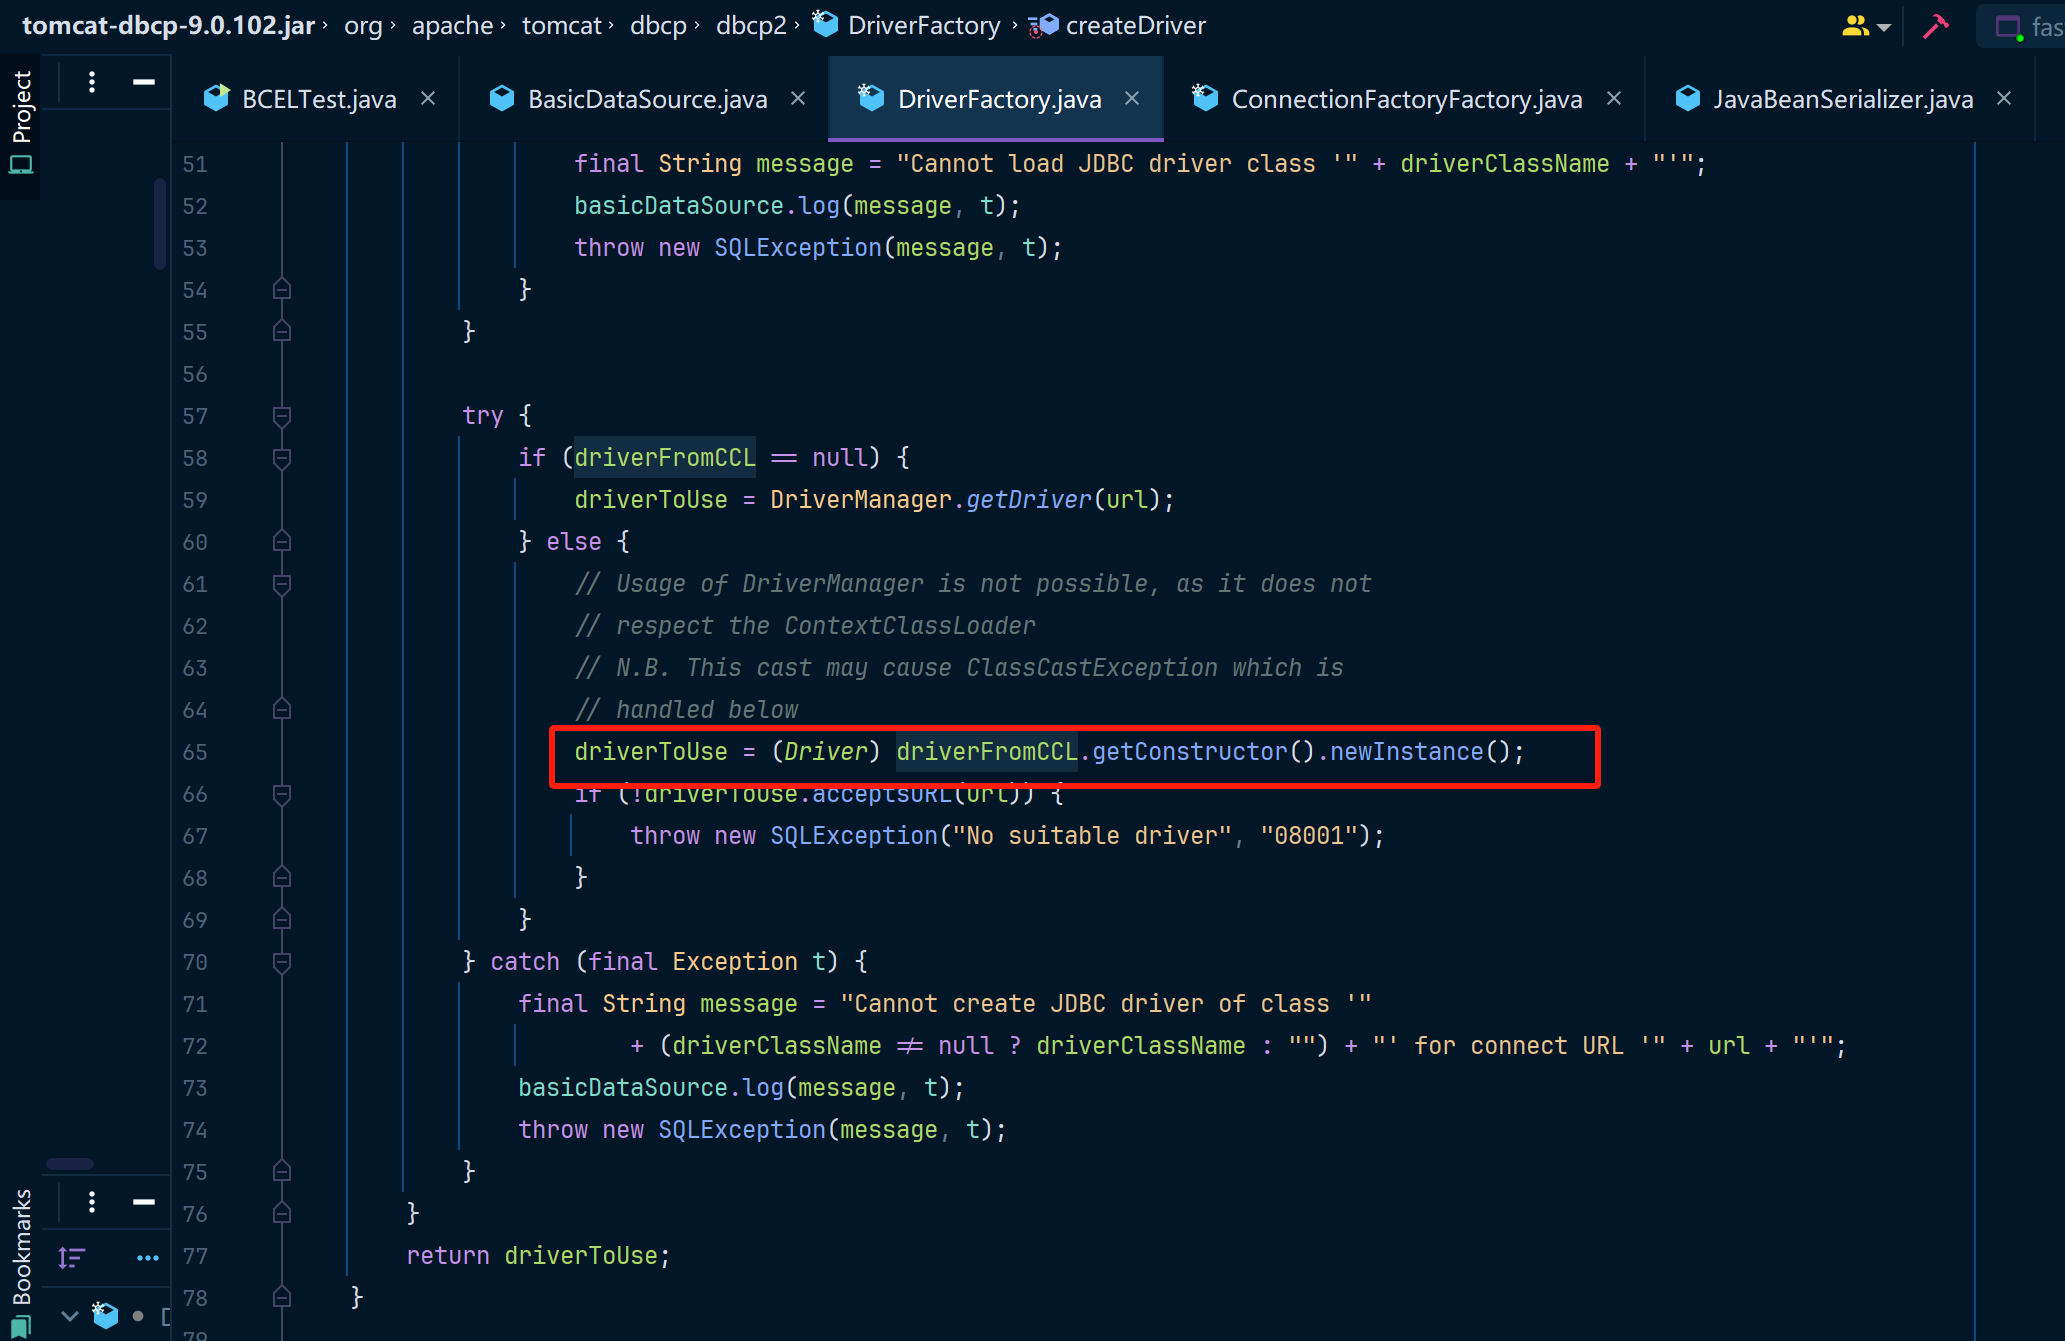 tomcat-dbcp-9.0.102.jar › org › apache › tomcat › dbcp › dbcp2 › DriverFactory › createDriver
fas
Project
BCELTest.java
BasicDataSource.java
DriverFactory.java
ConnectionFactoryFactory.java
JavaBeanSerializer.java
51 final String message = "Cannot load JDBC driver class '" + driverClassName + "'";
52 basicDataSource.log(message, t);
53 throw new SQLException(message, t);
54 }
55 }
56
57 try {
58 if (driverFromCCL == null) {
59 driverToUse = DriverManager.getDriver(url);
60 } else {
61 // Usage of DriverManager is not possible, as it does not
62 // respect the ContextClassLoader
63 // N.B. This cast may cause ClassCastException which is
64 // handled below
65 driverToUse = (Driver) driverFromCCL.getConstructor().newInstance();
66 if (!driverToUse.acceptsURL(url)) {
67 throw new SQLException("No suitable driver", "08001");
68 }
69 }
70 } catch (final Exception t) {
71 final String message = "Cannot create JDBC driver of class '"
72 + (driverClassName != null ? driverClassName : "") + "' for connect URL '" + url + "'";
73 basicDataSource.log(message, t);
74 throw new SQLException(message, t);
75 }
76 }
77 return driverToUse;
78 }
79
Bookmarks